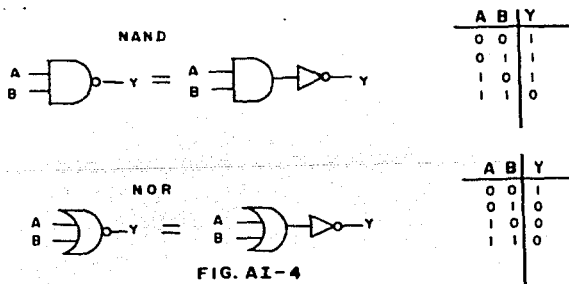 NAND
A B Y = A B Y
A B Y
0 0 1
0 1 1
1 0 1
1 1 0
NOR
A B Y = A B Y
A B Y
0 0 1
0 1 0
1 0 0
1 1 0
FIG. AI-4